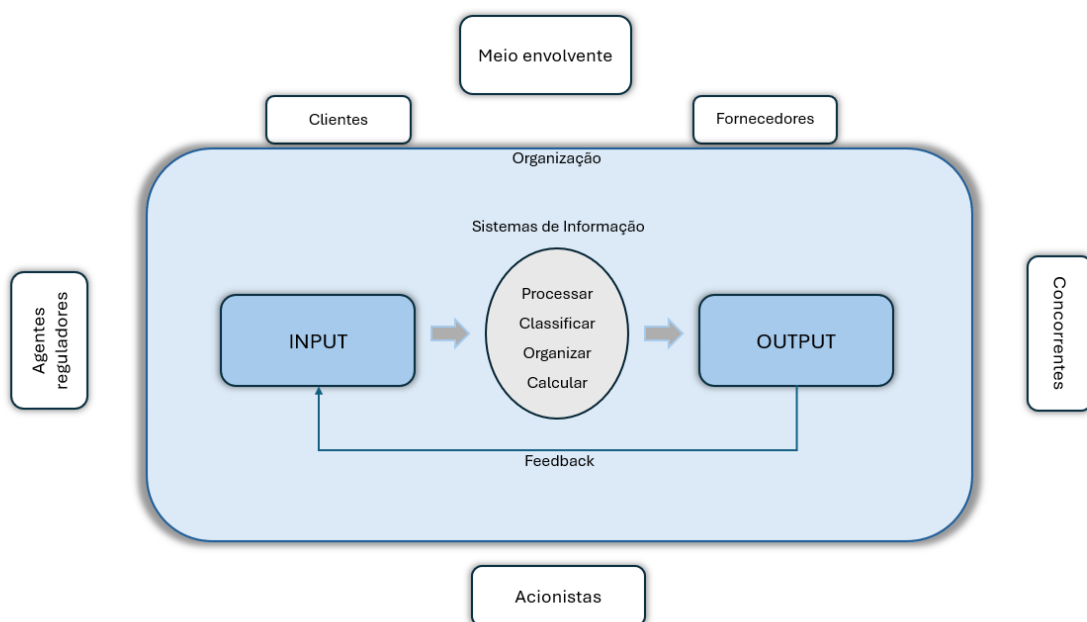 Meio envolvente
Clientes
Fornecedores
Organização
Sistemas de Informação
Agentes
reguladores
INPUT
Processar
Classificar
Organizar
Calcular
OUTPUT
Concorrentes
Feedback
Acionistas